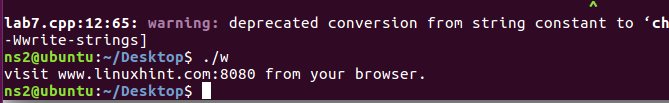 lab7.cpp:12:65: warning: deprecated conversion from string constant to ‘ch
-Wwrite-strings]
ns2@ubuntu:~/Desktop$ ./w
visit www.linuxhint.com:8080 from your browser.
ns2@ubuntu:~/Desktop$